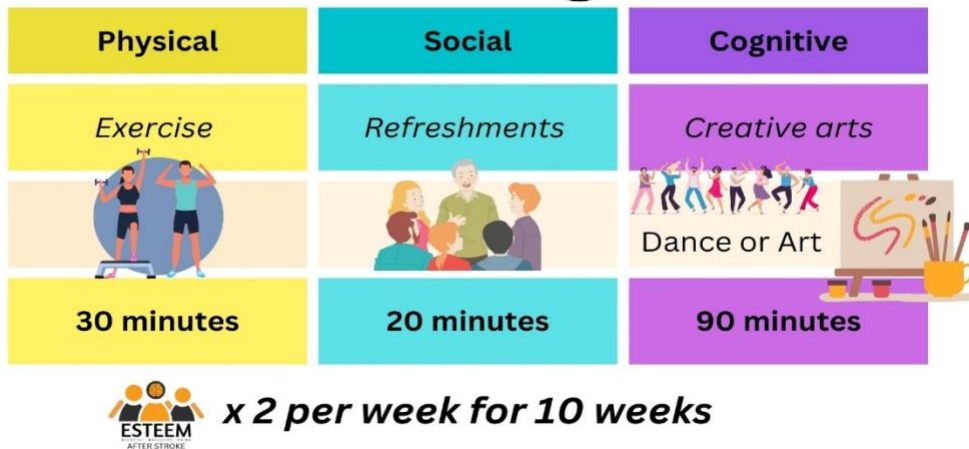 Physical Social Cognitive
Exercise Refreshments Creative arts
Dance or Art
30 minutes 20 minutes 90 minutes
x 2 per week for 10 weeks
ESTEEM
AFTER STROKE